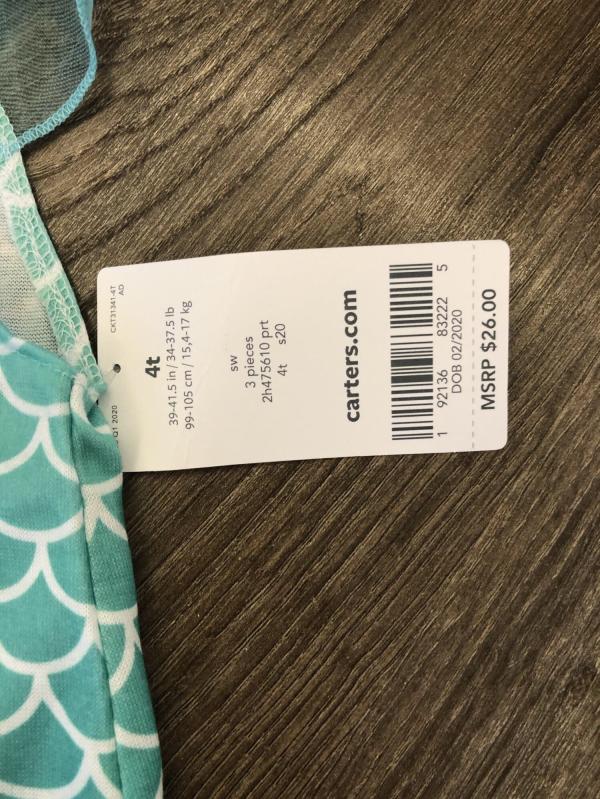 CKT31341-4T
AD
Q1 2020
4t
39-41.5 in / 34-37.5 lb
99-105 cm / 15,4-17 kg
sw
3 pieces
2h475610 prt
4t s20
carters.com
1 92136 83222 5
DOB 02/2020
MSRP $26.00